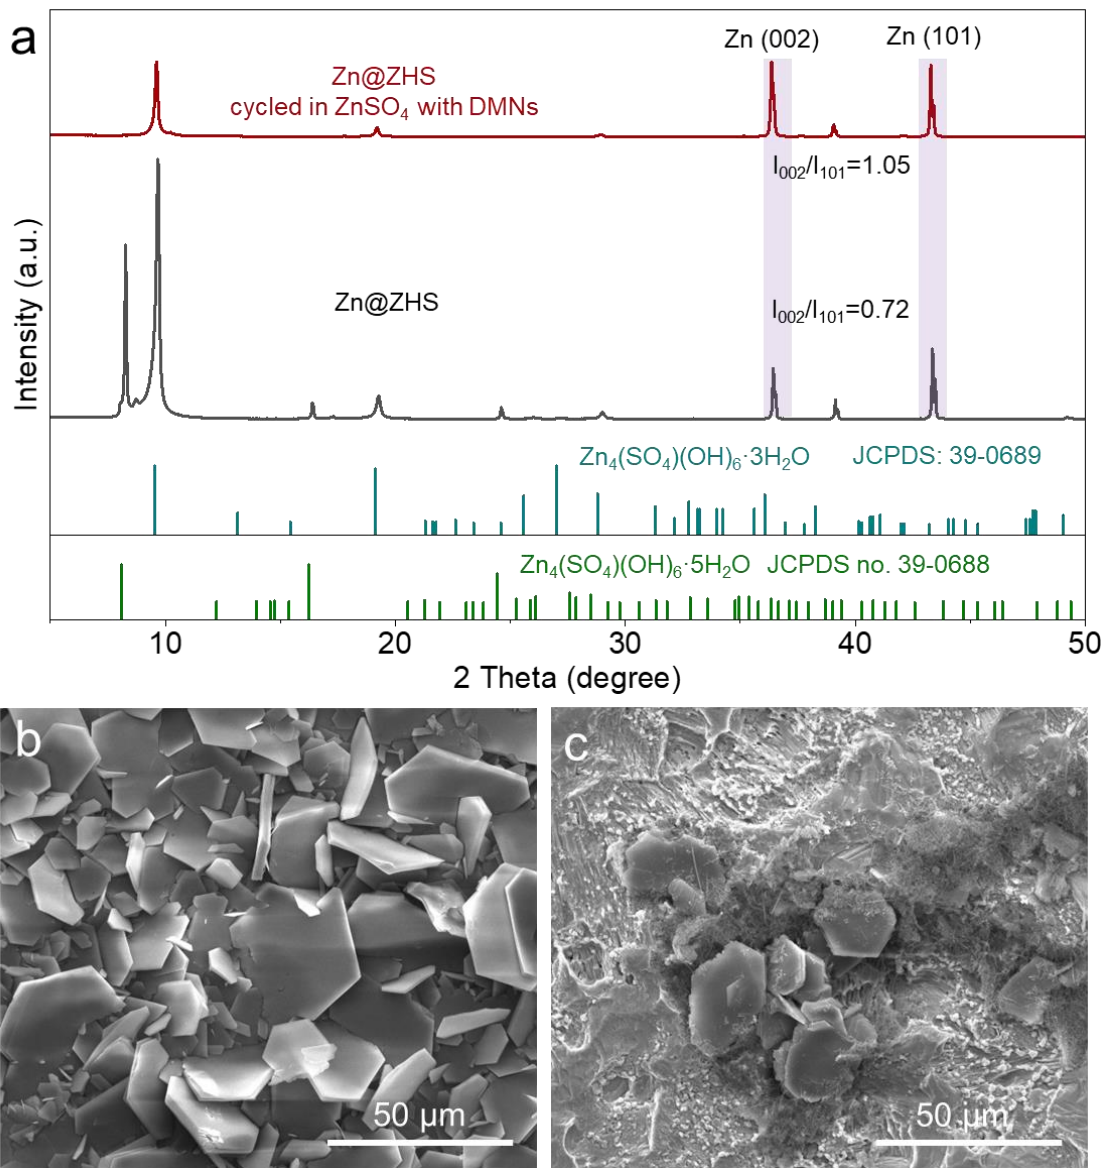 a
Zn (002)
Zn (101)
Zn@ZHS
cycled in ZnSO₄ with DMNs
I₀₀₂/I₁₀₁=1.05
Zn@ZHS
I₀₀₂/I₁₀₁=0.72
Intensity (a.u.)
Zn₄(SO₄)(OH)₆·3H₂O JCPDS: 39-0689
Zn₄(SO₄)(OH)₆·5H₂O JCPDS no. 39-0688
10 20 30 40 50
2 Theta (degree)
b
50 μm
c
50 μm